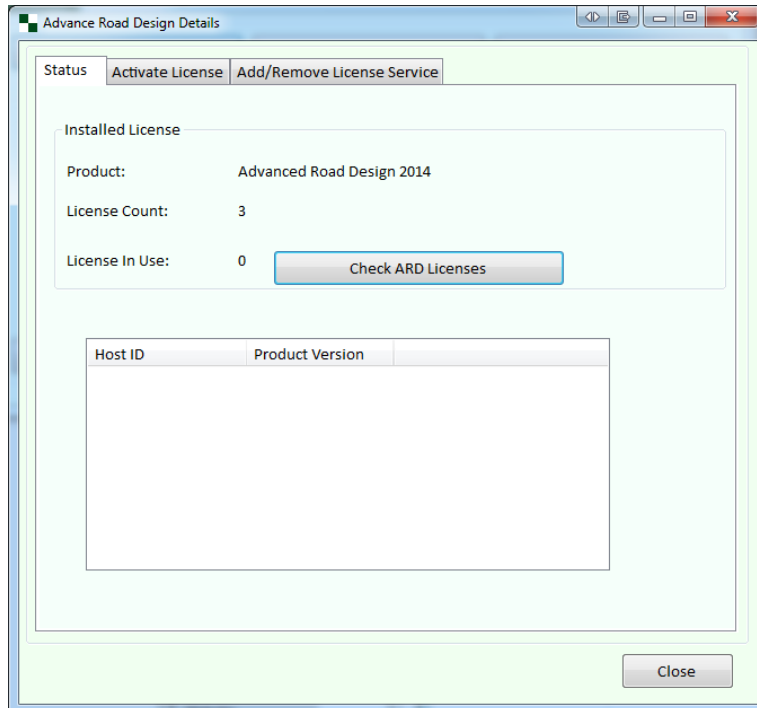 Advance Road Design Details
Status Activate License Add/Remove License Service
Installed License
Product: Advanced Road Design 2014
License Count: 3
License In Use: 0 Check ARD Licenses
Host ID Product Version
Close